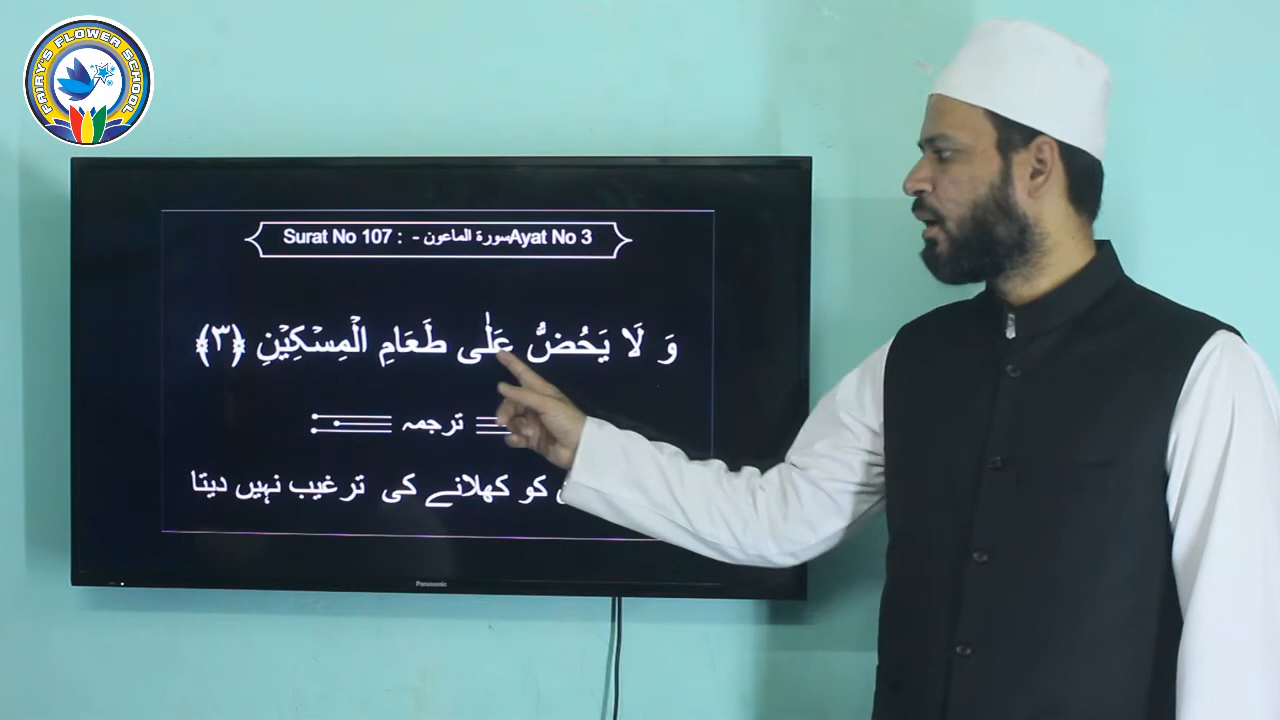 FAIRY'S FLOWER SCHOOL
Surat No 107 : - سورة الماعون Ayat No 3
وَ لَا یَحُضُّ عَلٰی طَعَامِ الْمِسْكِیْنِ ﴿۳﴾
ترجمہ
کو کھلانے کی ترغیب نہیں دیتا
Panasonic